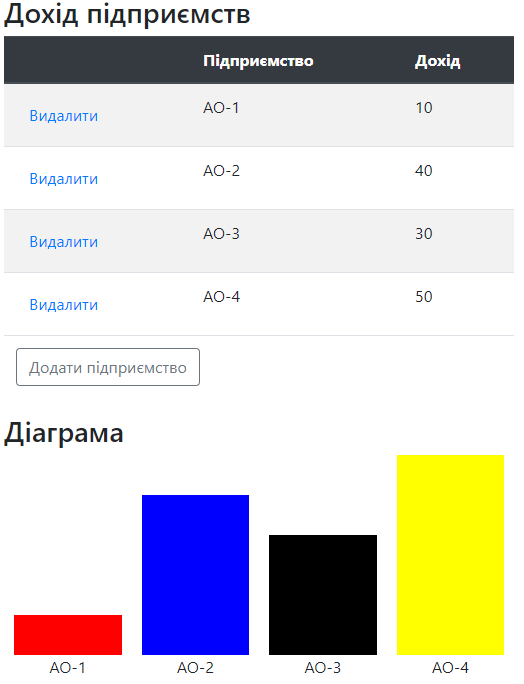 Дохід підприємств
Підприємство Дохід
Видалити АО-1 10
Видалити АО-2 40
Видалити АО-3 30
Видалити АО-4 50
Додати підприємство
Діаграма
АО-1 АО-2 АО-3 АО-4